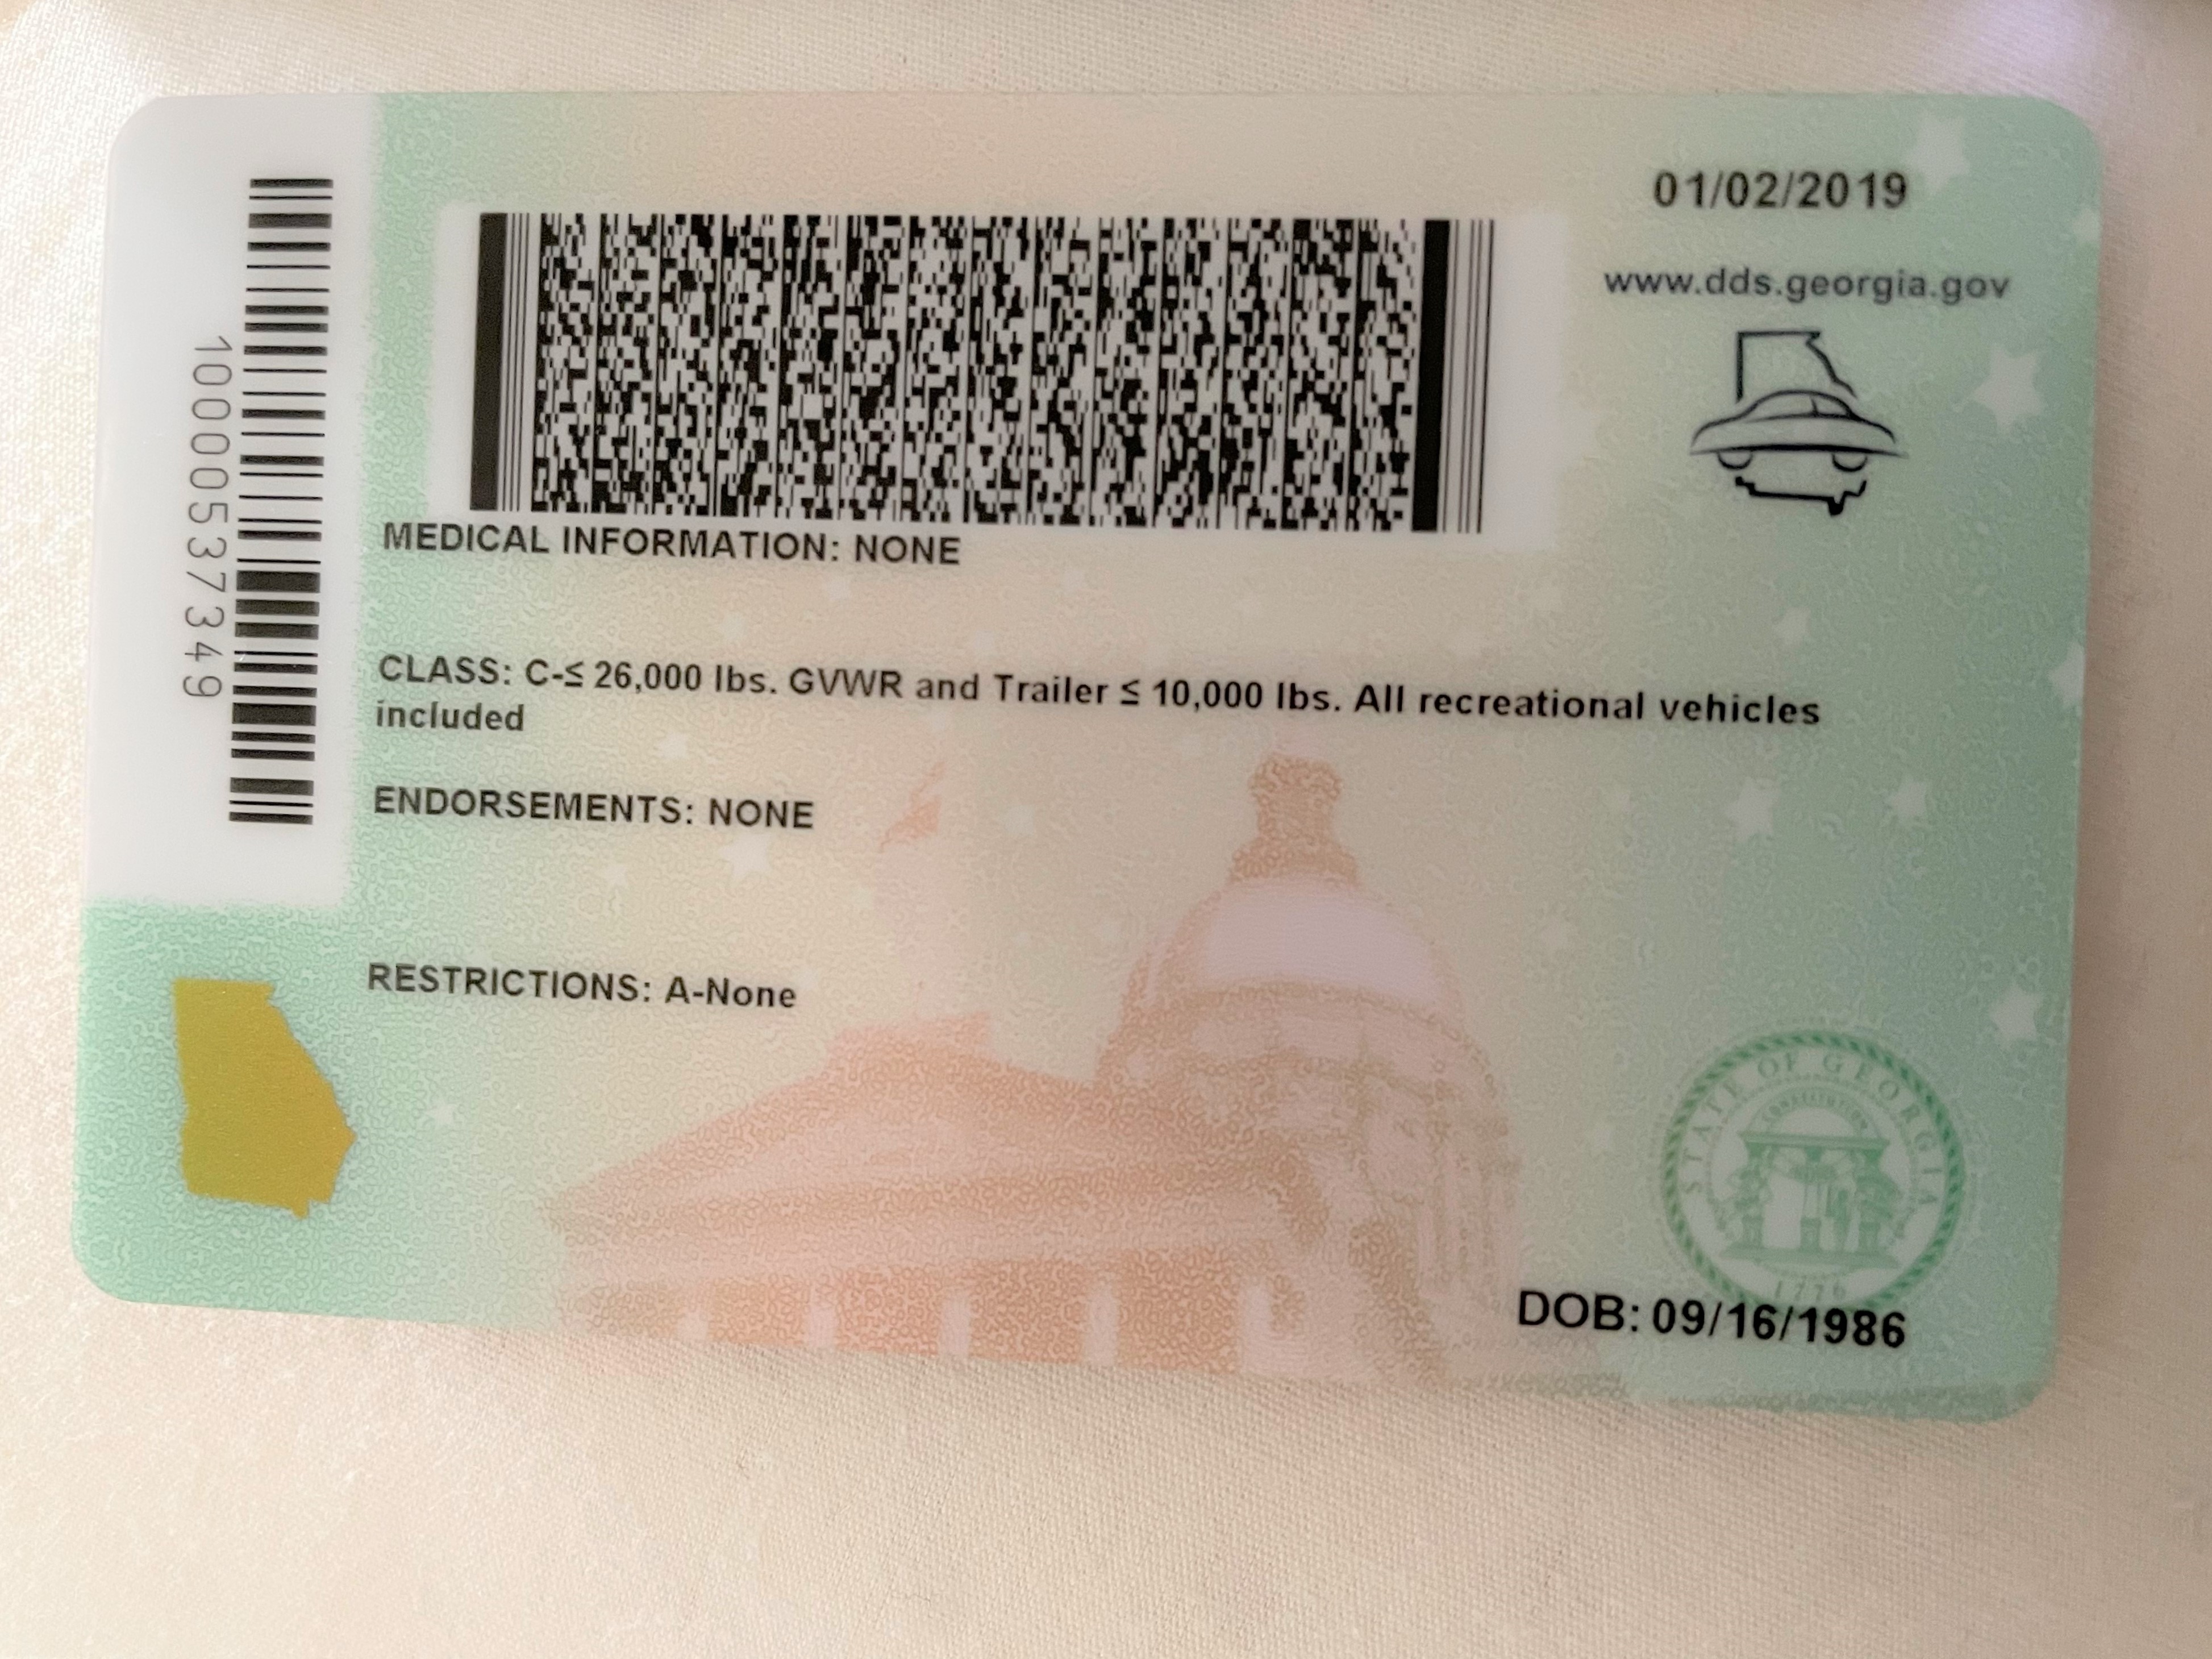 01/02/2019
www.dds.georgia.gov
10000537349
MEDICAL INFORMATION: NONE
CLASS: C-≤ 26,000 lbs. GVWR and Trailer ≤ 10,000 lbs. All recreational vehicles
included
ENDORSEMENTS: NONE
RESTRICTIONS: A-None
STATE OF GEORGIA
CONSTITUTION
1776
DOB: 09/16/1986